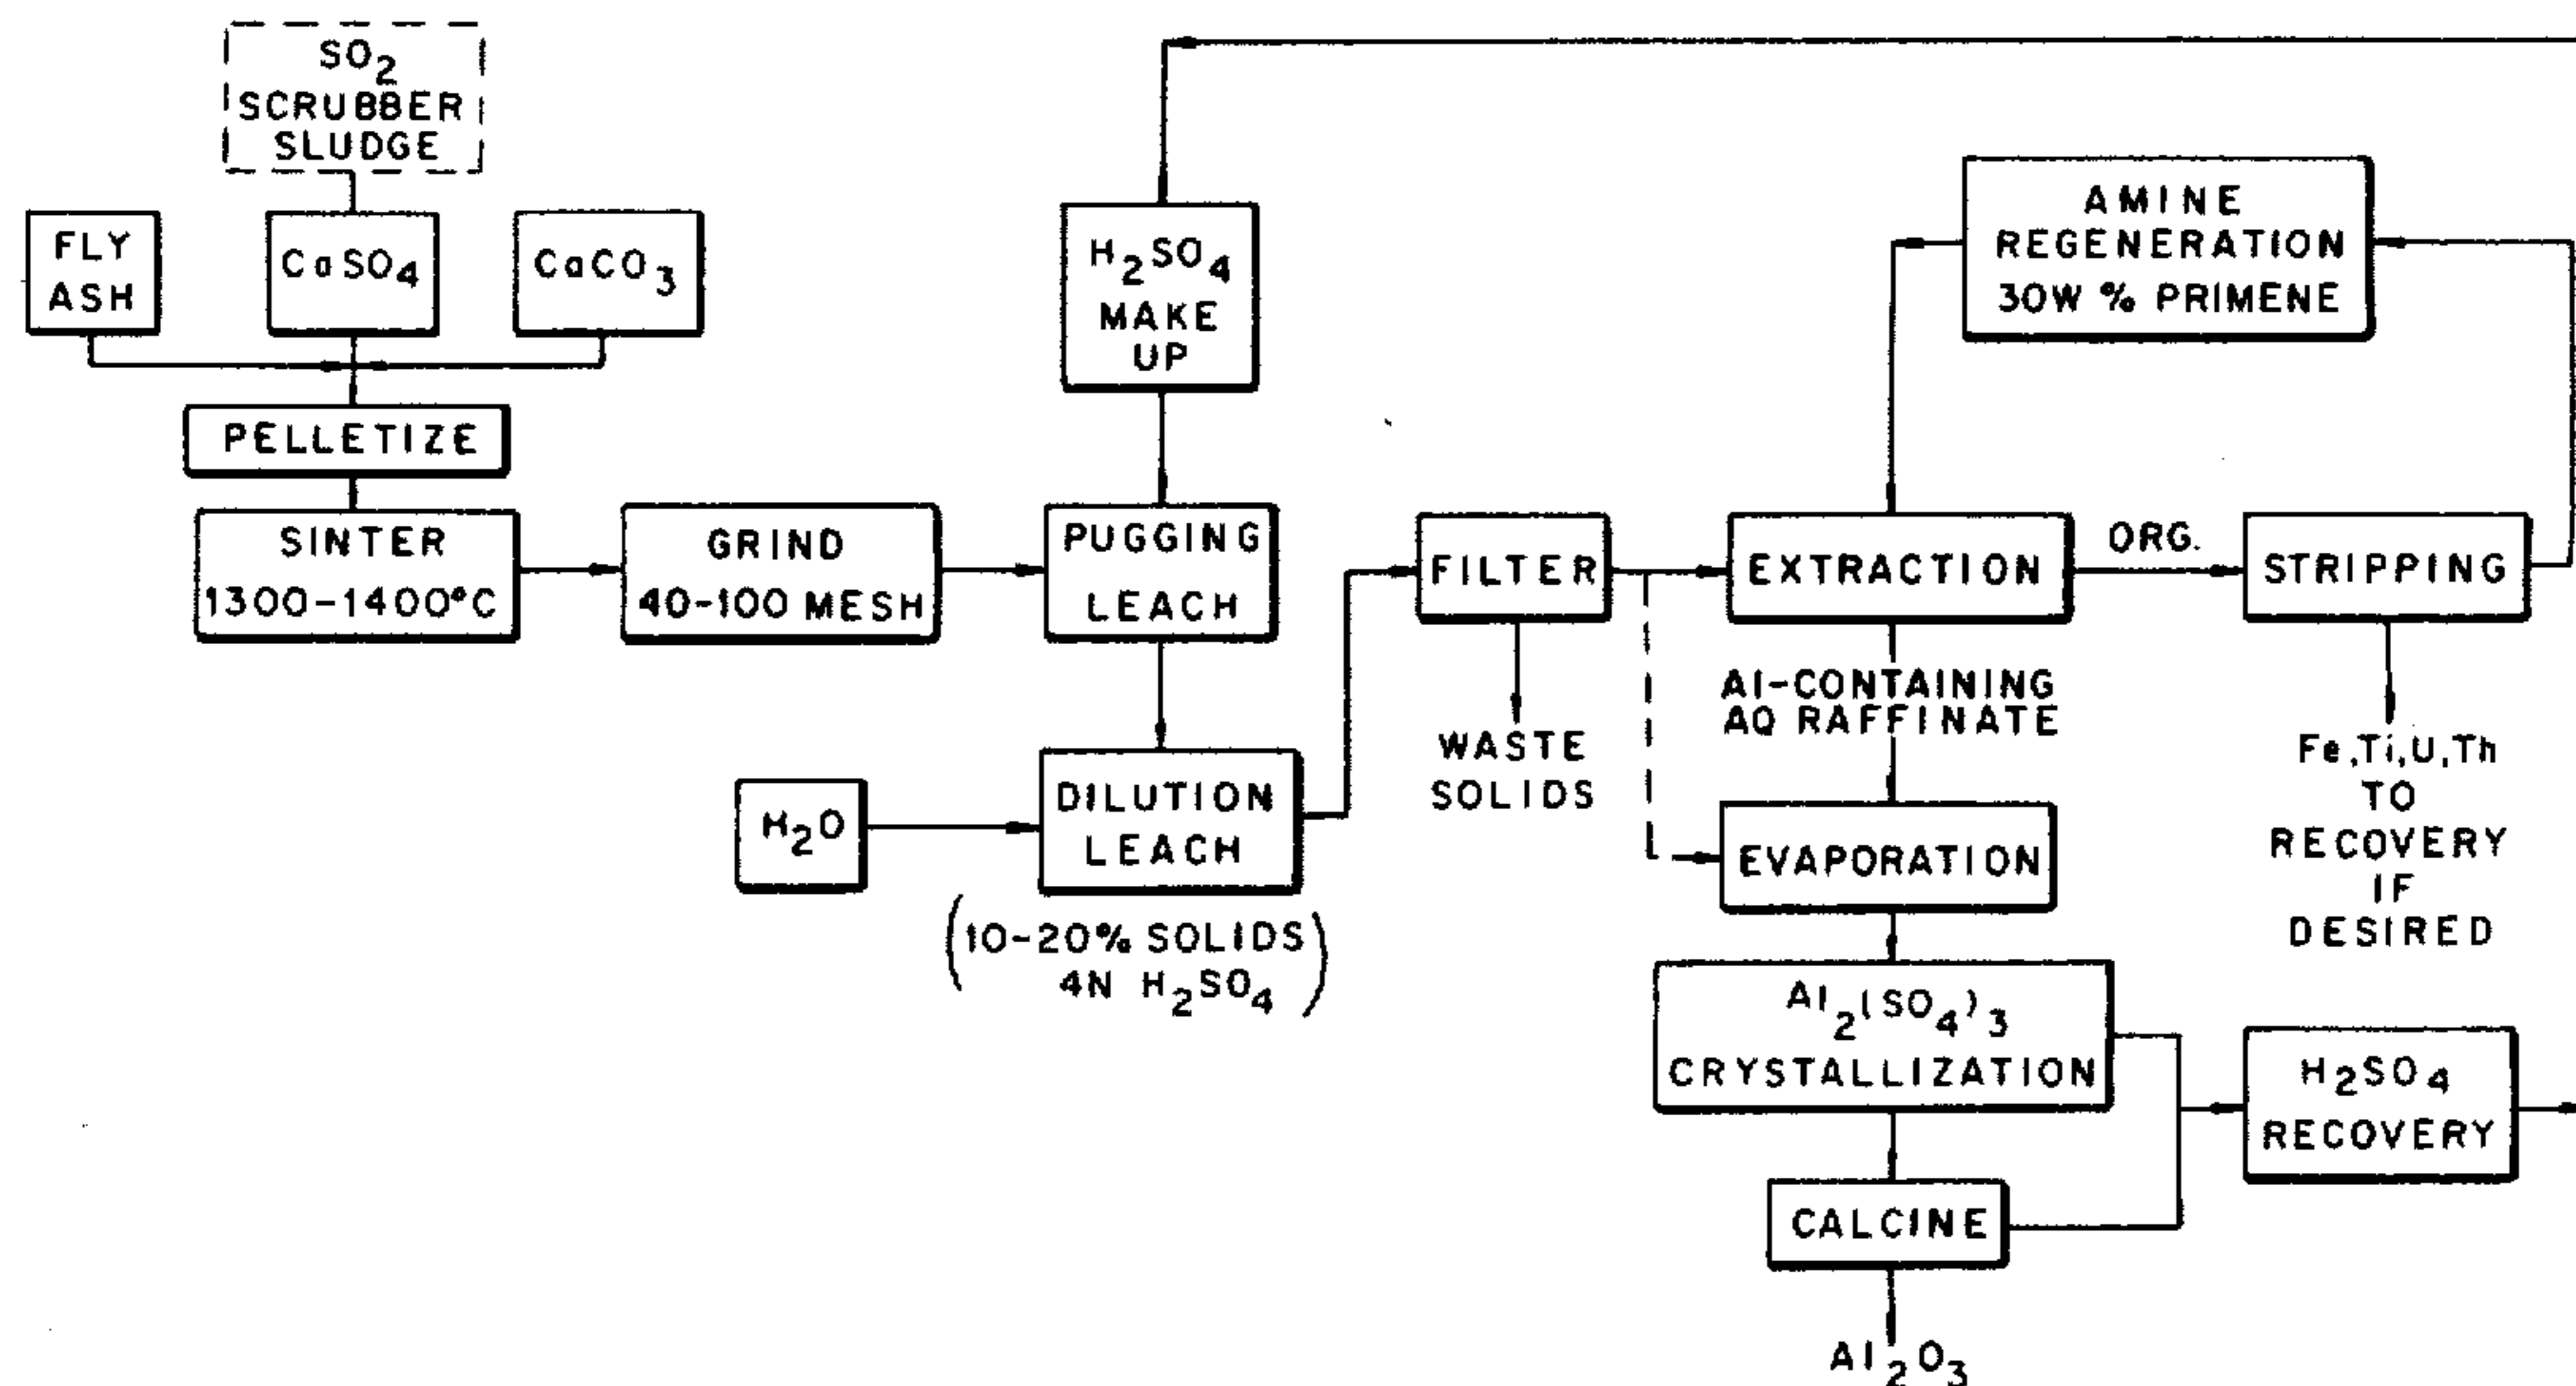 SO2
SCRUBBER
SLUDGE
FLY
ASH
CaSO4
CaCO3
PELLETIZE
SINTER
1300-1400°C
GRIND
40-100 MESH
H2SO4
MAKE
UP
PUGGING
LEACH
H2O
DILUTION
LEACH
(10-20% SOLIDS
4N H2SO4)
FILTER
WASTE
SOLIDS
AMINE
REGENERATION
30W % PRIMENE
EXTRACTION
ORG.
STRIPPING
Al-CONTAINING
AQ RAFFINATE
Fe,Ti,U,Th
TO
RECOVERY
IF
DESIRED
EVAPORATION
Al2(SO4)3
CRYSTALLIZATION
H2SO4
RECOVERY
CALCINE
Al2O3